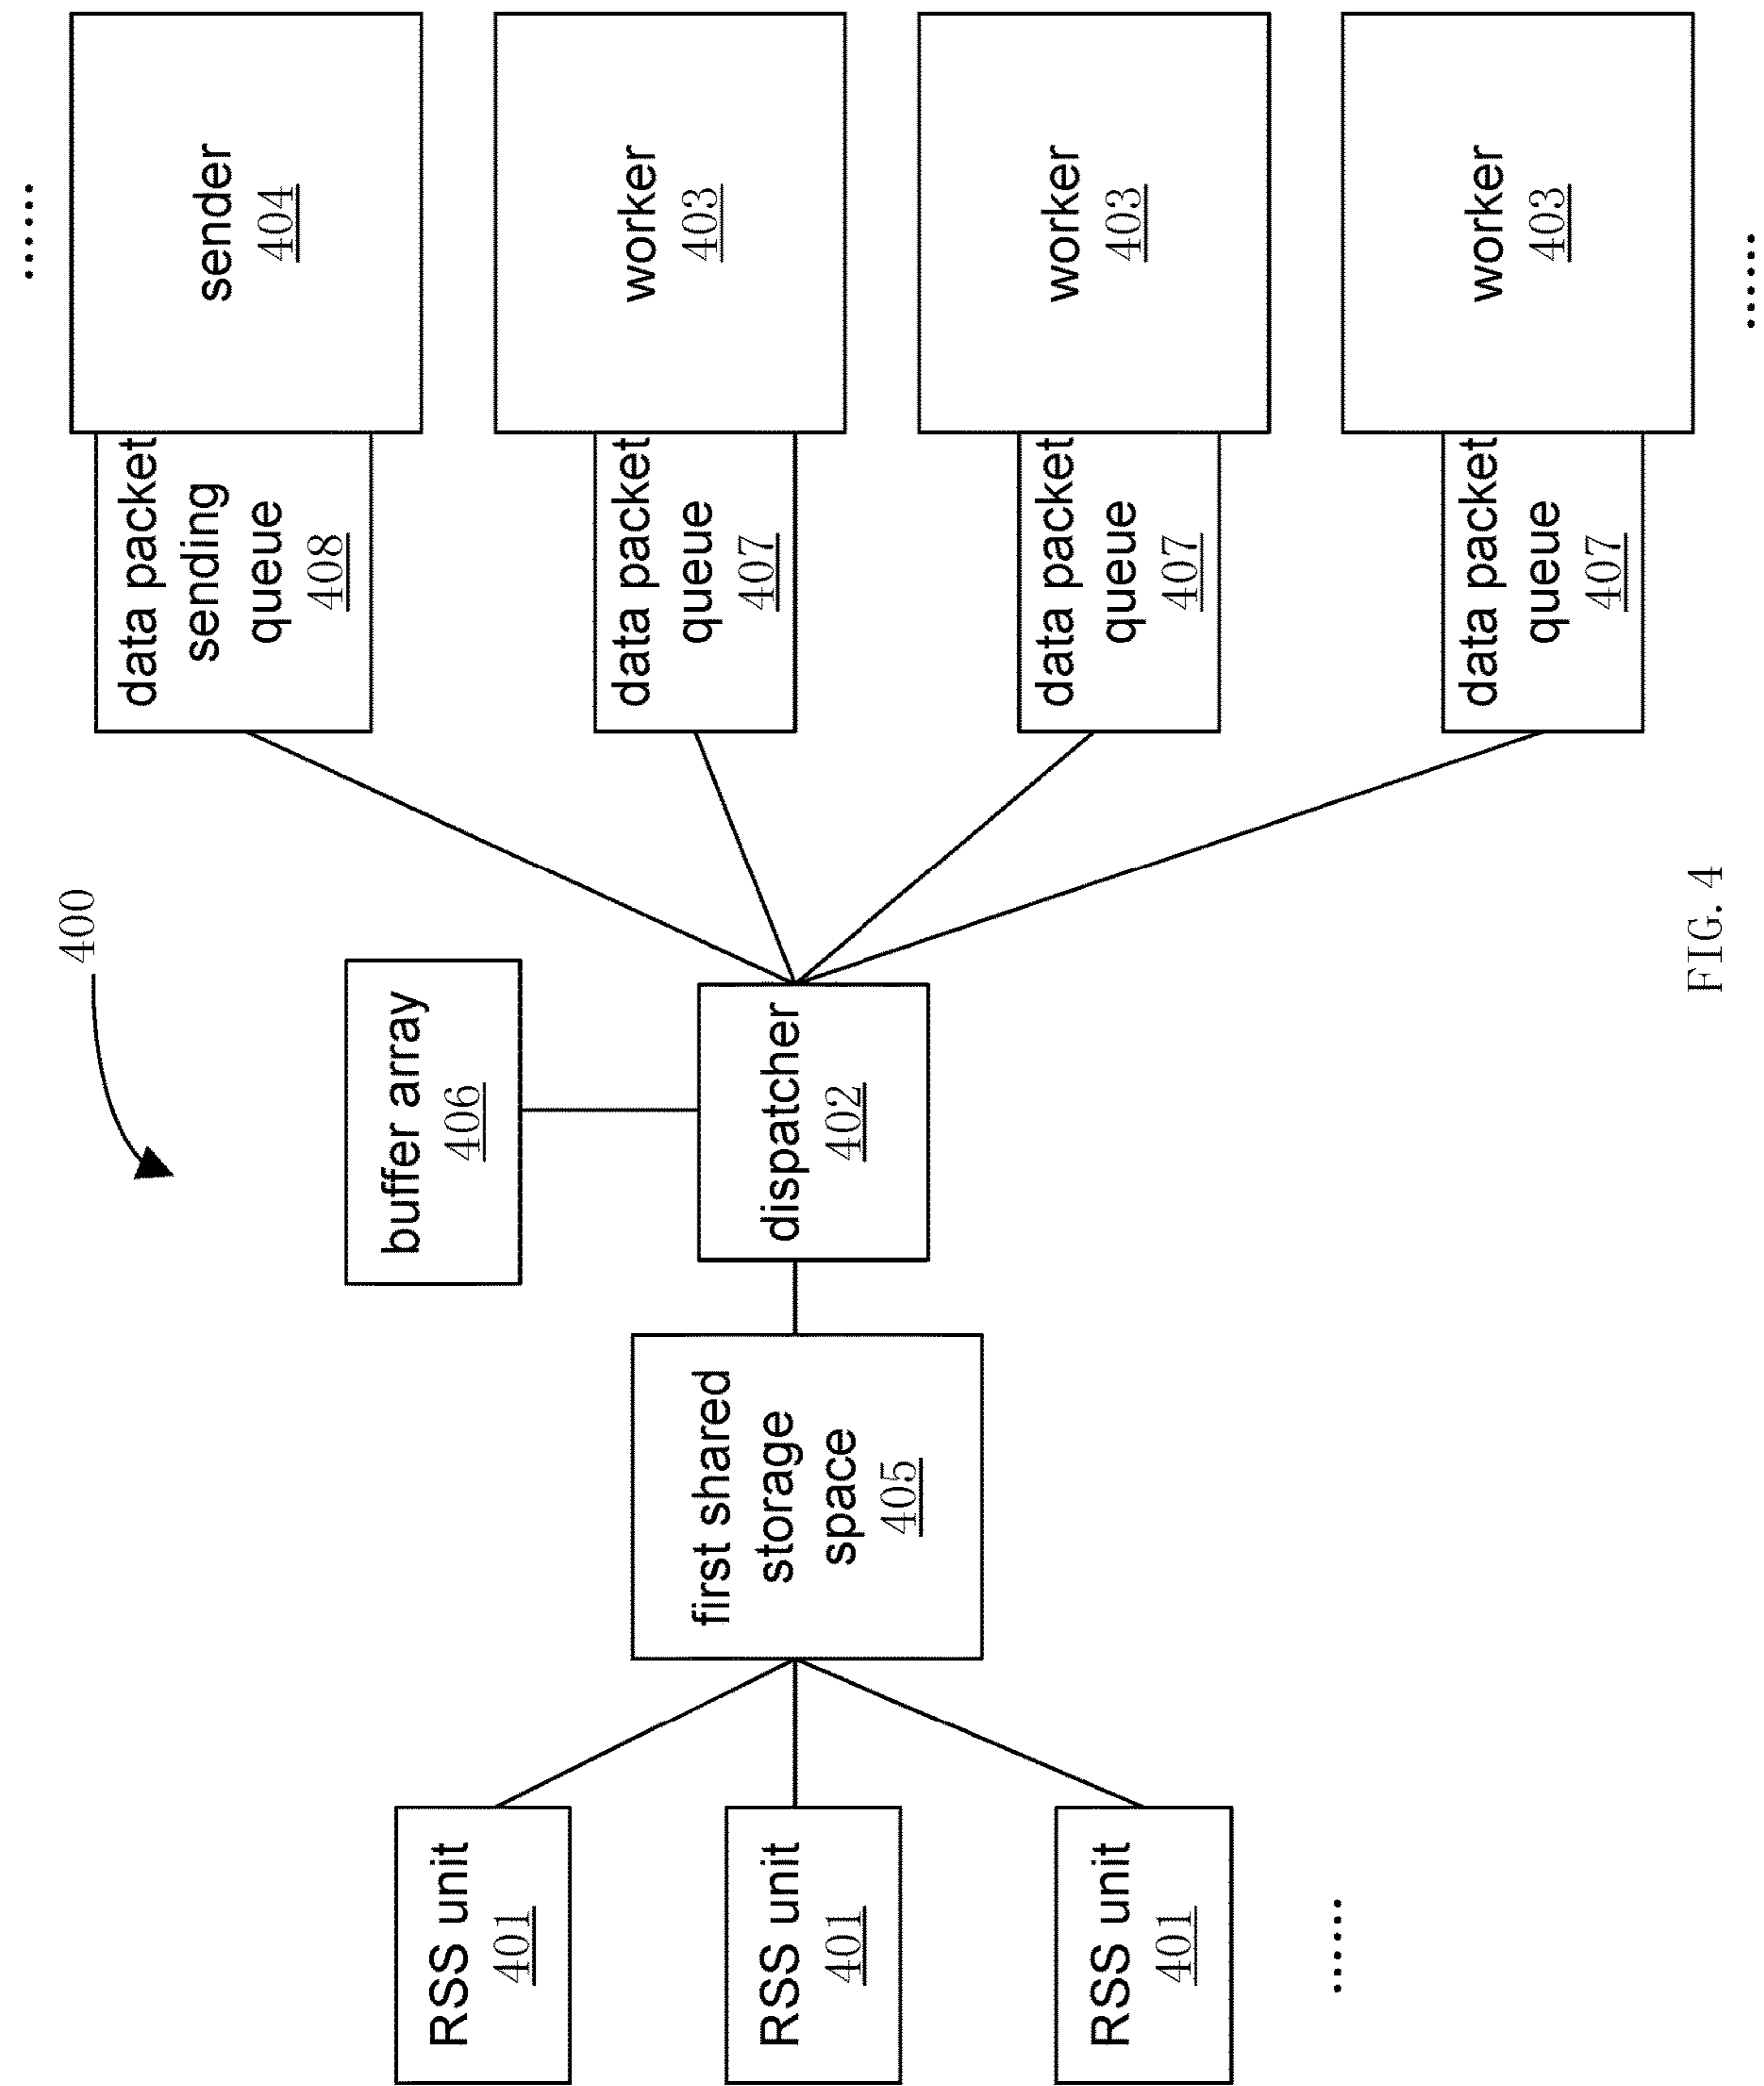 400
RSS unit
401
RSS unit
401
RSS unit
401
......
first shared
storage
space
405
buffer array
406
dispatcher
402
data packet
sending
queue
408
data packet
queue
407
data packet
queue
407
data packet
queue
407
......
sender
404
worker
403
worker
403
worker
403
......
FIG. 4